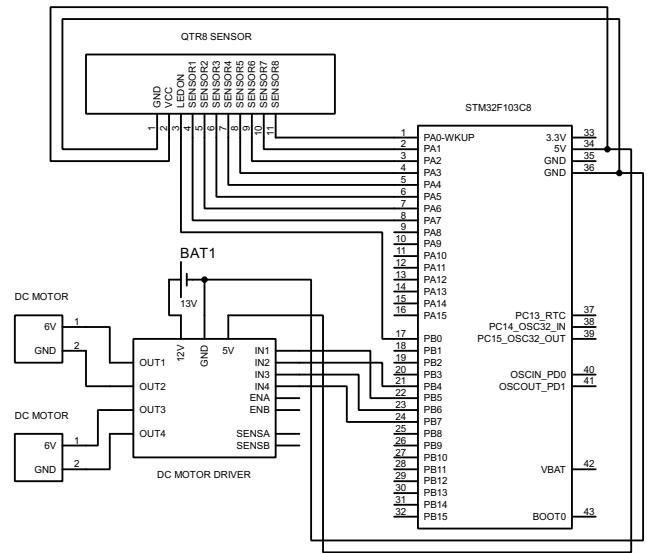 QTR8 SENSOR
GND
VCC
LEDON
SENSOR1
SENSOR2
SENSOR3
SENSOR4
SENSOR5
SENSOR6
SENSOR7
SENSOR8
1
2
3
4
5
6
7
8
9
10
11
STM32F103C8
1 PA0-WKUP
2 PA1
3 PA2
4 PA3
5 PA4
6 PA5
7 PA6
8 PA7
9 PA8
10 PA9
11 PA10
12 PA11
13 PA12
14 PA13
15 PA14
16 PA15
17 PB0
18 PB1
19 PB2
20 PB3
21 PB4
22 PB5
23 PB6
24 PB7
25 PB8
26 PB9
27 PB10
28 PB11
29 PB12
30 PB13
31 PB14
32 PB15
3.3V 33
5V 34
GND 35
GND 36
PC13_RTC 37
PC14_OSC32_IN 38
PC15_OSC32_OUT 39
OSCIN_PD0 40
OSCOUT_PD1 41
VBAT 42
BOOT0 43
BAT1
13V
DC MOTOR
6V 1
GND 2
DC MOTOR
6V 1
GND 2
12V
GND
5V
OUT1
OUT2
OUT3
OUT4
IN1
IN2
IN3
IN4
ENA
ENB
SENSA
SENSB
DC MOTOR DRIVER